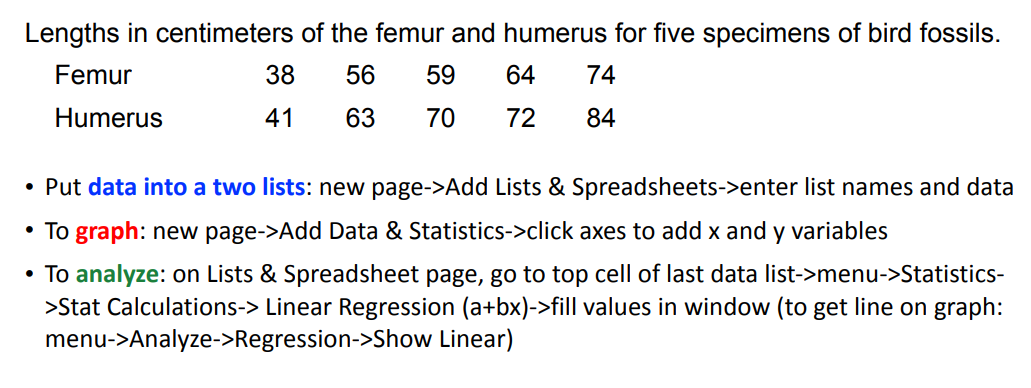 Lengths in centimeters of the femur and humerus for five specimens of bird fossils.
Femur 38 56 59 64 74
Humerus 41 63 70 72 84
• Put data into a two lists: new page->Add Lists & Spreadsheets->enter list names and data
• To graph: new page->Add Data & Statistics->click axes to add x and y variables
• To analyze: on Lists & Spreadsheet page, go to top cell of last data list->menu->Statistics-
>Stat Calculations-> Linear Regression (a+bx)->fill values in window (to get line on graph:
menu->Analyze->Regression->Show Linear)